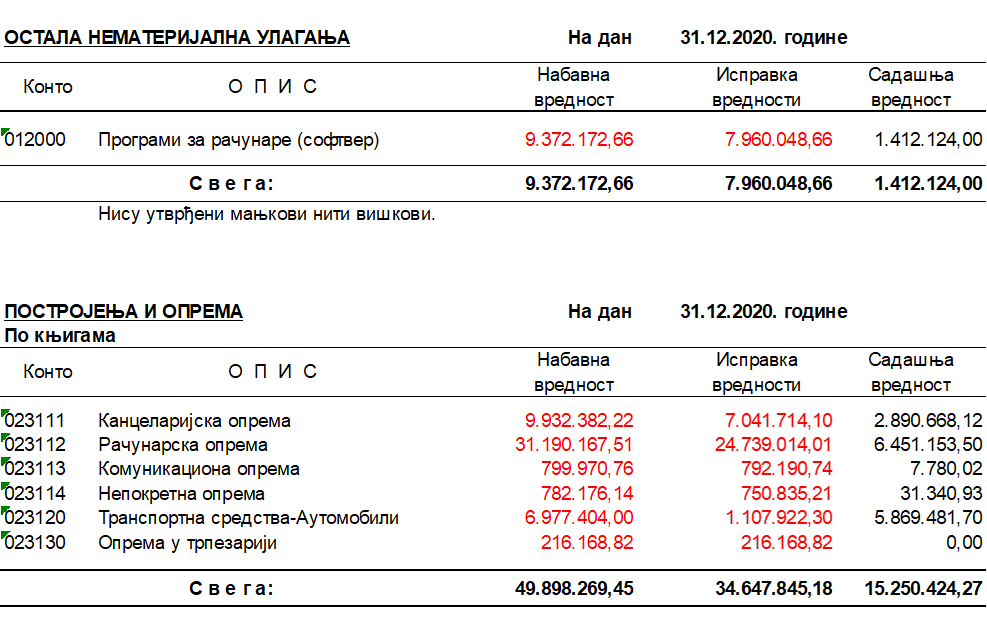 ОСТАЛА НЕМАТЕРИЈАЛНА УЛАГАЊА На дан 31.12.2020. године
Конто О П И С Набавна вредност Исправка вредности Садашња вредност
012000 Програми за рачунаре (софтвер) 9.372.172,66 7.960.048,66 1.412.124,00
С в е г а: 9.372.172,66 7.960.048,66 1.412.124,00
Нису утврђени мањкови нити вишкови.
ПОСТРОЈЕЊА И ОПРЕМА На дан 31.12.2020. године
По књигама
Конто О П И С Набавна вредност Исправка вредности Садашња вредност
023111 Канцеларијска опрема 9.932.382,22 7.041.714,10 2.890.668,12
023112 Рачунарска опрема 31.190.167,51 24.739.014,01 6.451.153,50
023113 Комуникациона опрема 799.970,76 792.190,74 7.780,02
023114 Непокретна опрема 782.176,14 750.835,21 31.340,93
023120 Транспортна средства-Аутомобили 6.977.404,00 1.107.922,30 5.869.481,70
023130 Опрема у трпезарији 216.168,82 216.168,82 0,00
С в е г а: 49.898.269,45 34.647.845,18 15.250.424,27